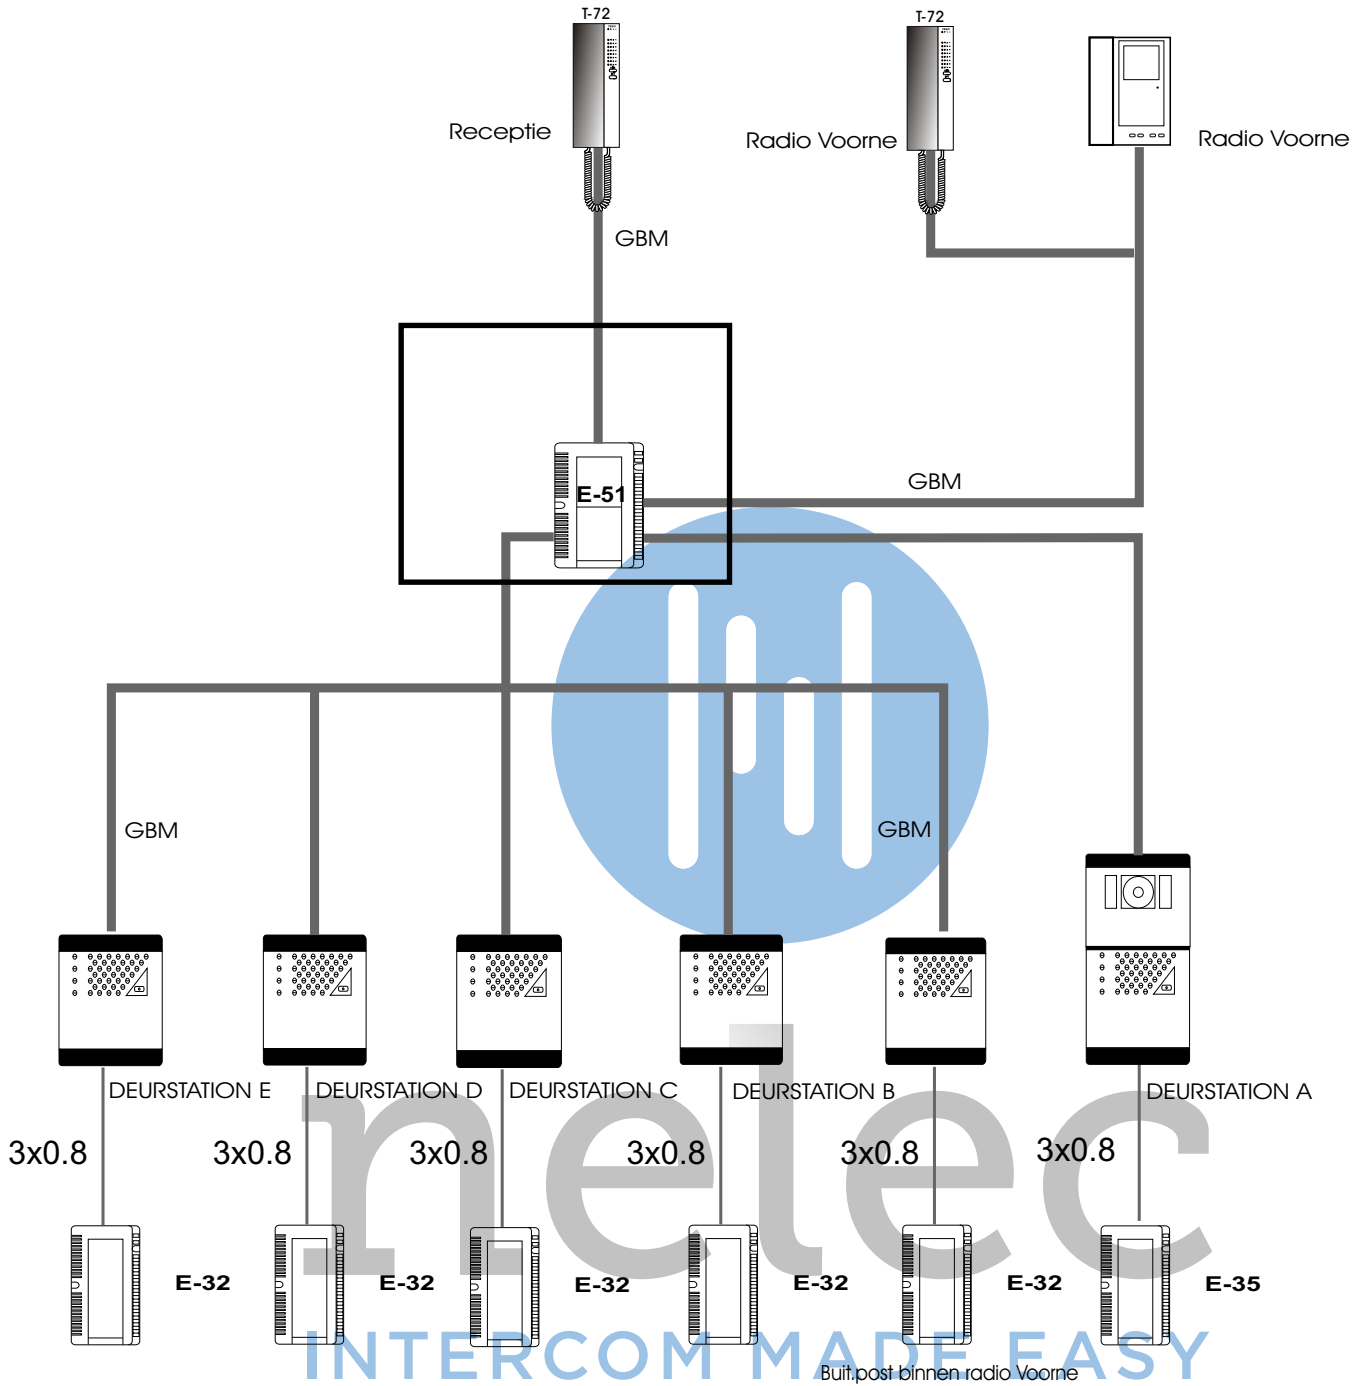 T-72
T-72
Receptie
Radio Voorne
Radio Voorne
GBM
GBM
E-51
GBM
GBM
DEURSTATION E
DEURSTATION D
DEURSTATION C
DEURSTATION B
DEURSTATION A
3x0.8
3x0.8
3x0.8
3x0.8
3x0.8
3x0.8
nelec
E-32
E-32
E-32
E-32
E-32
E-35
INTERCOM MADE EASY
Buit.post binnen radio Voorne